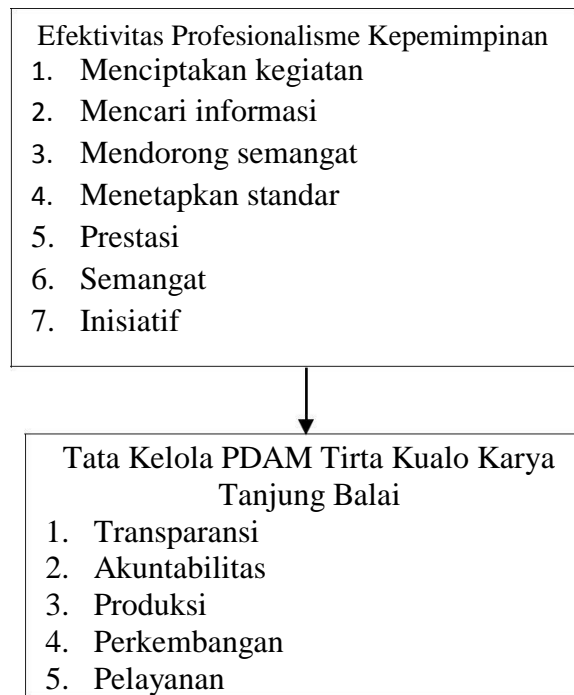 Efektivitas Profesionalisme Kepemimpinan
1. Menciptakan kegiatan
2. Mencari informasi
3. Mendorong semangat
4. Menetapkan standar
5. Prestasi
6. Semangat
7. Inisiatif
Tata Kelola PDAM Tirta Kualo Karya
Tanjung Balai
1. Transparansi
2. Akuntabilitas
3. Produksi
4. Perkembangan
5. Pelayanan